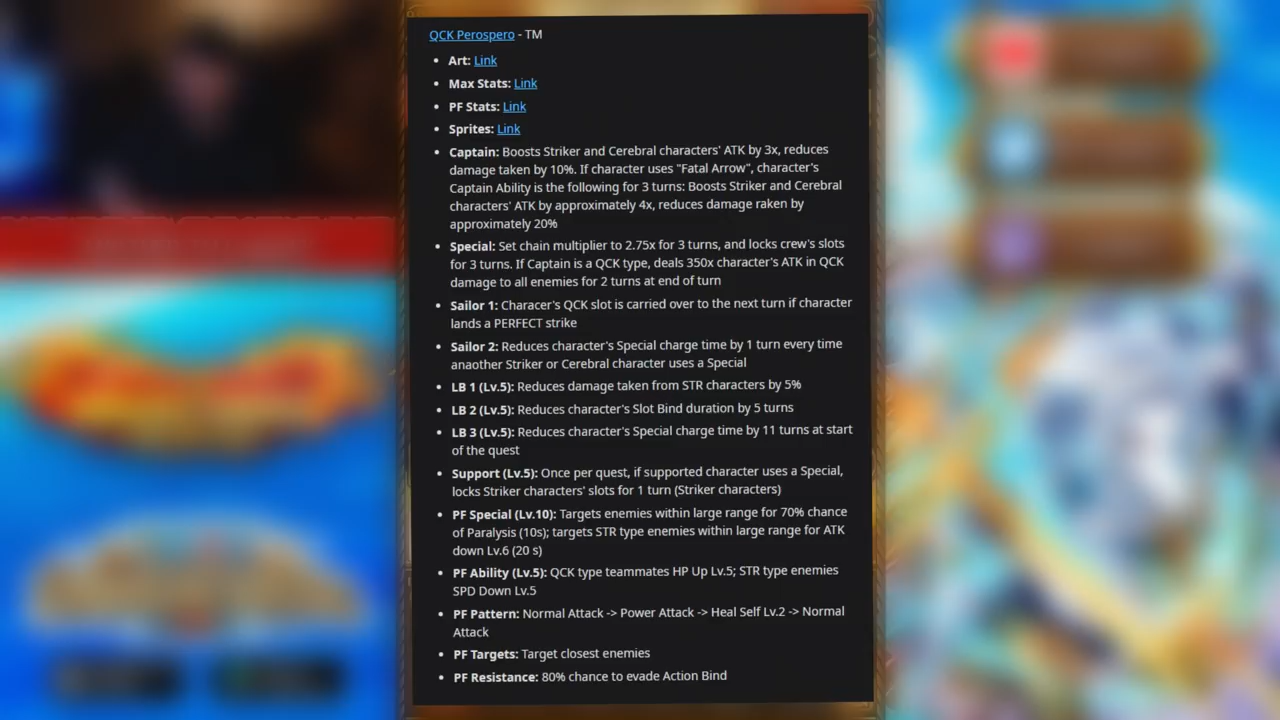 QCK Perospero - TM
• Art: Link
• Max Stats: Link
• PF Stats: Link
• Sprites: Link
• Captain: Boosts Striker and Cerebral characters' ATK by 3x, reduces
damage taken by 10%. If character uses "Fatal Arrow", character's
Captain Ability is the following for 3 turns: Boosts Striker and Cerebral
characters' ATK by approximately 4x, reduces damage raken by
approximately 20%
• Special: Set chain multiplier to 2.75x for 3 turns, and locks crew's slots
for 3 turns. If Captain is a QCK type, deals 350x character's ATK in QCK
damage to all enemies for 2 turns at end of turn
• Sailor 1: Characer's QCK slot is carried over to the next turn if character
lands a PERFECT strike
• Sailor 2: Reduces character's Special charge time by 1 turn every time
anaother Striker or Cerebral character uses a Special
• LB 1 (Lv.5): Reduces damage taken from STR characters by 5%
• LB 2 (Lv.5): Reduces character's Slot Bind duration by 5 turns
• LB 3 (Lv.5): Reduces character's Special charge time by 11 turns at start
of the quest
• Support (Lv.5): Once per quest, if supported character uses a Special,
locks Striker characters' slots for 1 turn (Striker characters)
• PF Special (Lv.10): Targets enemies within large range for 70% chance
of Paralysis (10s); targets STR type enemies within large range for ATK
down Lv.6 (20 s)
• PF Ability (Lv.5): QCK type teammates HP Up Lv.5; STR type enemies
SPD Down Lv.5
• PF Pattern: Normal Attack -> Power Attack -> Heal Self Lv.2 -> Normal
Attack
• PF Targets: Target closest enemies
• PF Resistance: 80% chance to evade Action Bind